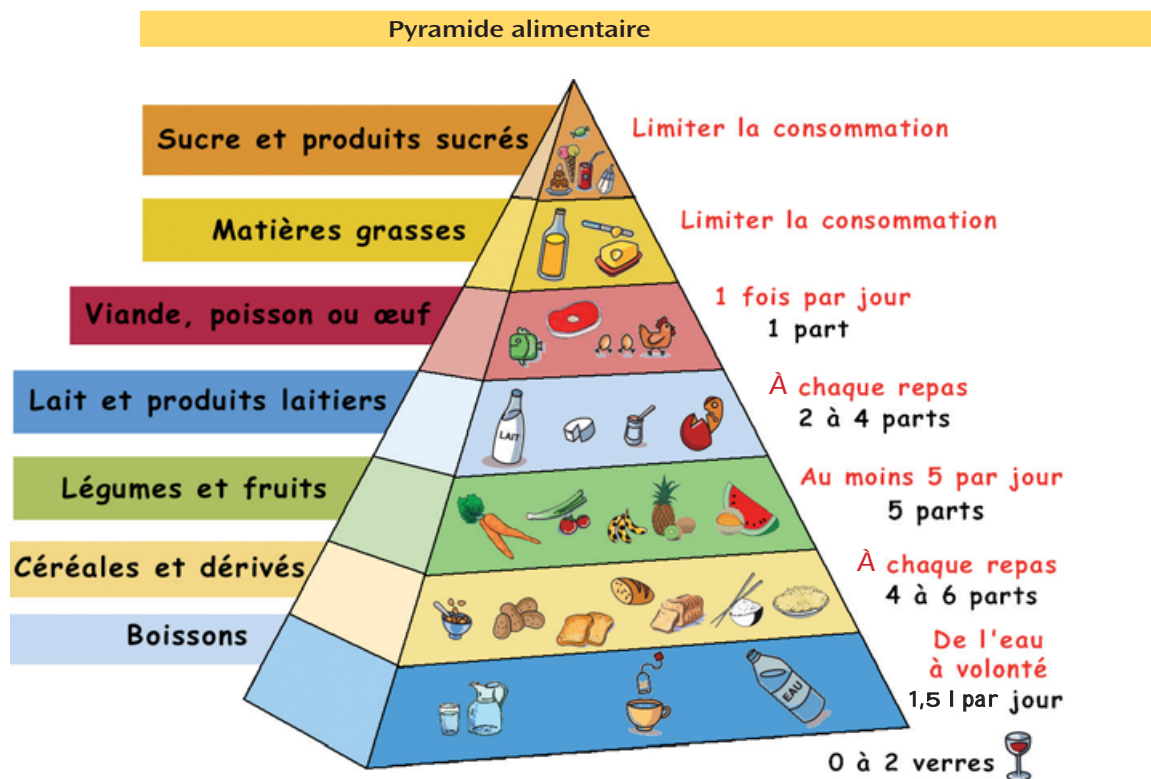 Pyramide alimentaire
Sucre et produits sucrés
Limiter la consommation
Matières grasses
Limiter la consommation
Viande, poisson ou œuf
1 fois par jour
1 part
Lait et produits laitiers
À chaque repas
2 à 4 parts
LAIT
Légumes et fruits
Au moins 5 par jour
5 parts
Céréales et dérivés
À chaque repas
4 à 6 parts
Boissons
De l'eau
à volonté
1,5 l par jour
EAU
0 à 2 verres